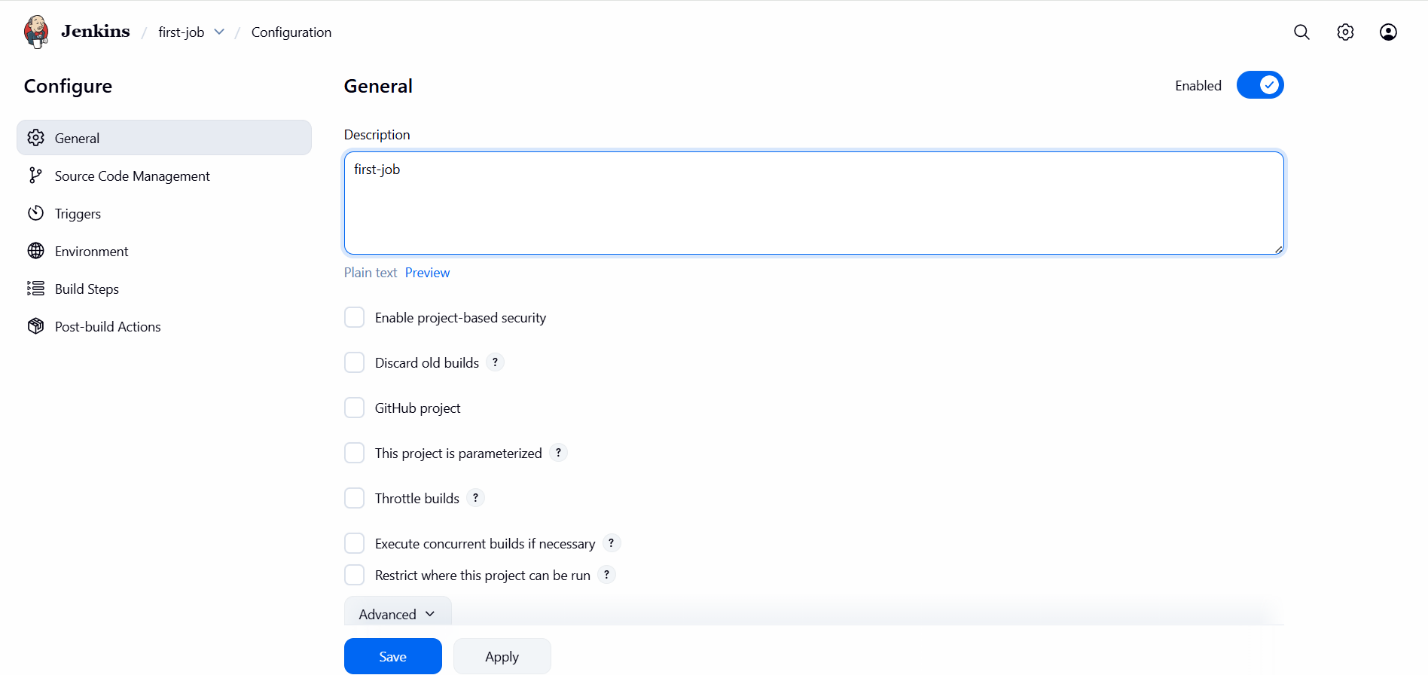 Jenkins / first-job / Configuration
Configure
General
Source Code Management
Triggers
Environment
Build Steps
Post-build Actions
General
Enabled
Description
first-job
Plain text Preview
Enable project-based security
Discard old builds ?
GitHub project
This project is parameterized ?
Throttle builds ?
Execute concurrent builds if necessary ?
Restrict where this project can be run ?
Advanced
Save Apply